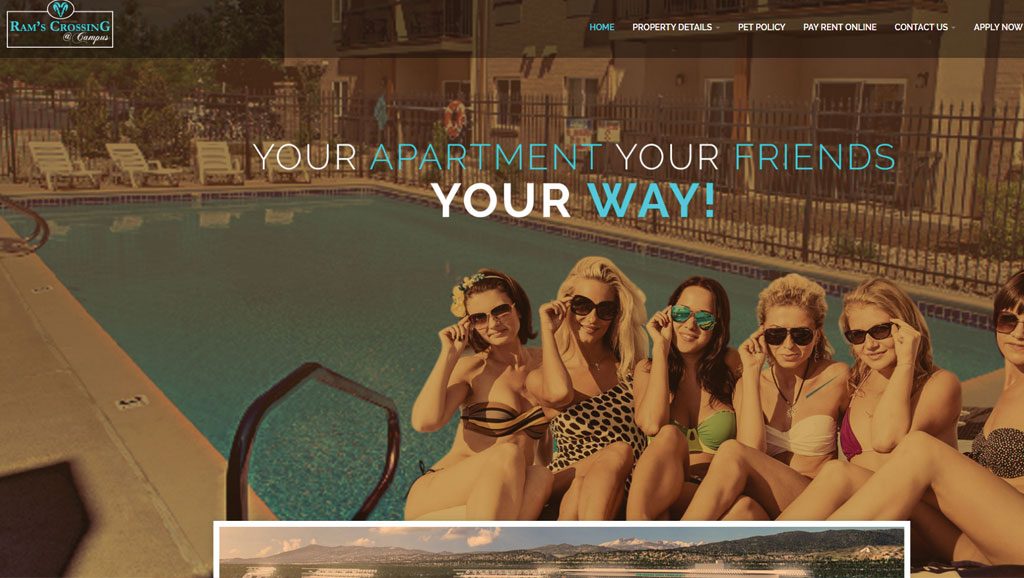 RAM'S CROSSING
@ Campus
HOME PROPERTY DETAILS PET POLICY PAY RENT ONLINE CONTACT US APPLY NOW
YOUR APARTMENT YOUR FRIENDS
YOUR WAY!